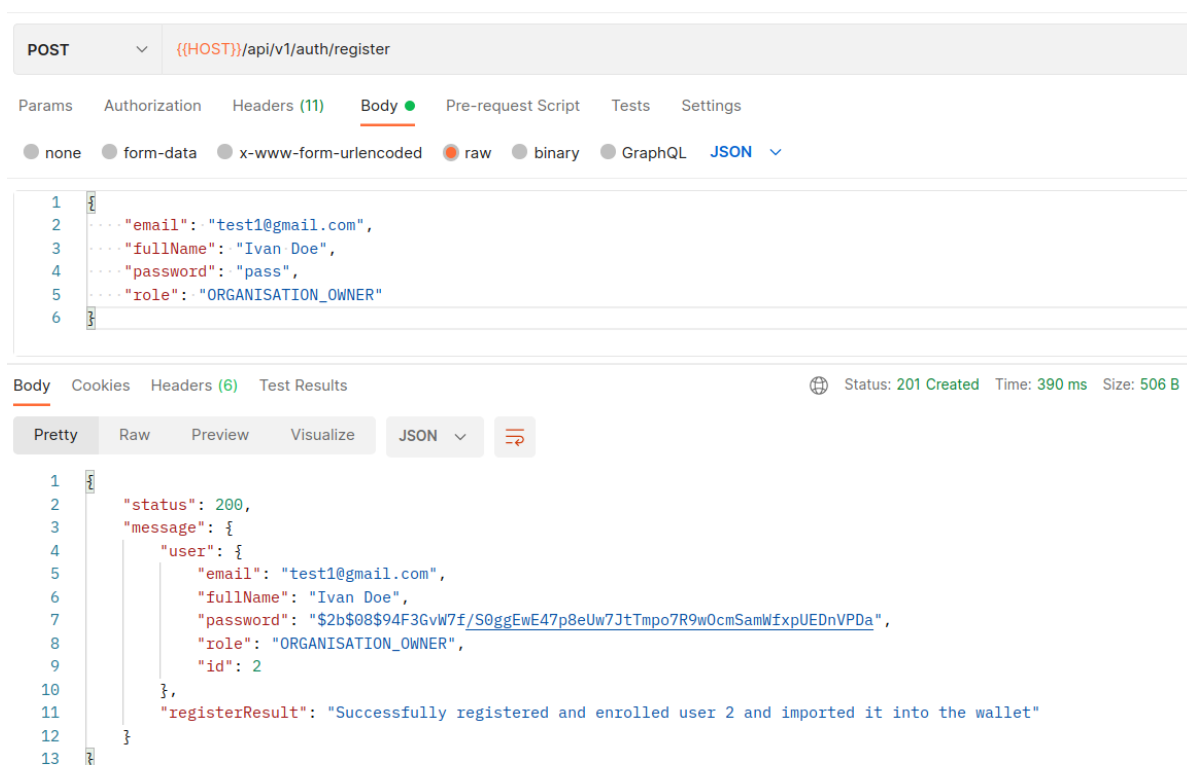 POST {{HOST}}/api/v1/auth/register
Params Authorization Headers (11) Body Pre-request Script Tests Settings
none form-data x-www-form-urlencoded raw binary GraphQL JSON
1 {
2 ····"email":·"test1@gmail.com",
3 ····"fullName":·"Ivan·Doe",
4 ····"password":·"pass",
5 ····"role":·"ORGANISATION_OWNER"
6 }
Body Cookies Headers (6) Test Results Status: 201 Created Time: 390 ms Size: 506 B
Pretty Raw Preview Visualize JSON
1 {
2 "status": 200,
3 "message": {
4 "user": {
5 "email": "test1@gmail.com",
6 "fullName": "Ivan Doe",
7 "password": "$2b$08$94F3GvW7f/S0ggEwE47p8eUw7JtTmpo7R9wOcmSamWfxpUEDnVPDa",
8 "role": "ORGANISATION_OWNER",
9 "id": 2
10 },
11 "registerResult": "Successfully registered and enrolled user 2 and imported it into the wallet"
12 }
13 }